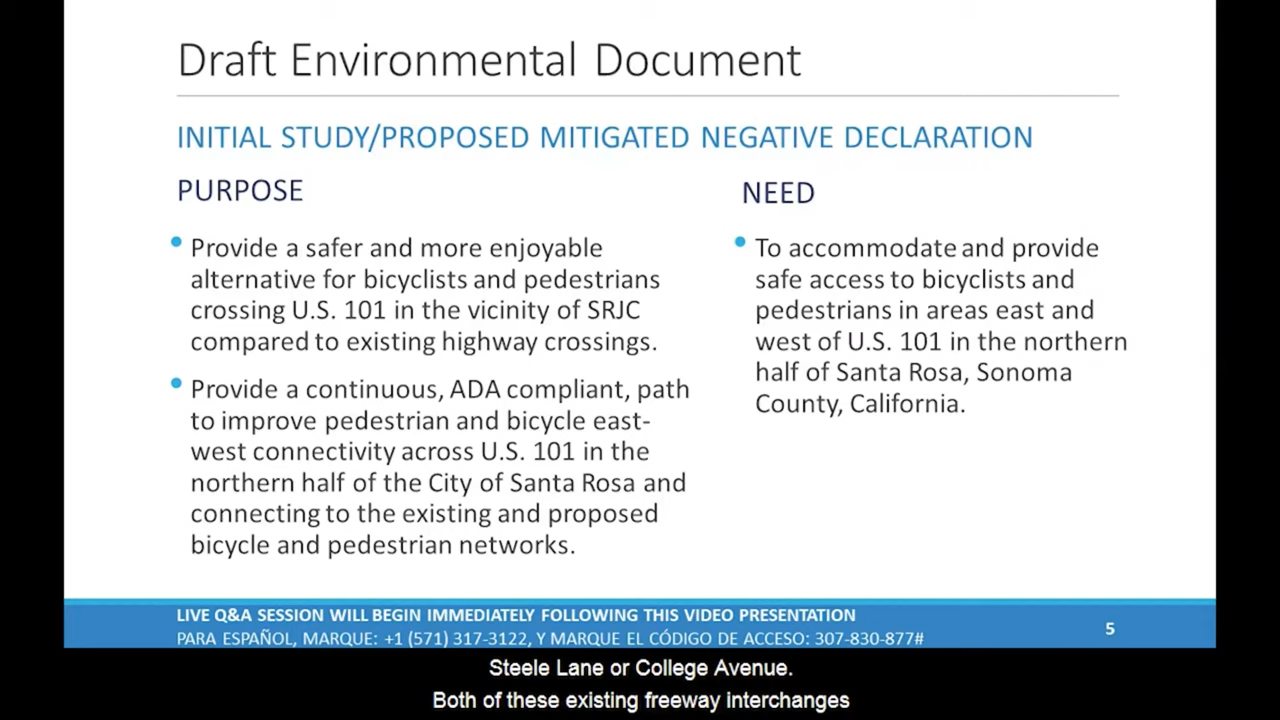 Draft Environmental Document
INITIAL STUDY/PROPOSED MITIGATED NEGATIVE DECLARATION
PURPOSE
• Provide a safer and more enjoyable
alternative for bicyclists and pedestrians
crossing U.S. 101 in the vicinity of SRJC
compared to existing highway crossings.
• Provide a continuous, ADA compliant, path
to improve pedestrian and bicycle east-
west connectivity across U.S. 101 in the
northern half of the City of Santa Rosa and
connecting to the existing and proposed
bicycle and pedestrian networks.
NEED
• To accommodate and provide
safe access to bicyclists and
pedestrians in areas east and
west of U.S. 101 in the northern
half of Santa Rosa, Sonoma
County, California.
LIVE Q&A SESSION WILL BEGIN IMMEDIATELY FOLLOWING THIS VIDEO PRESENTATION
PARA ESPAÑOL, MARQUE: +1 (571) 317-3122, Y MARQUE EL CÓDIGO DE ACCESO: 307-830-877#
5
Steele Lane or College Avenue.
Both of these existing freeway interchanges